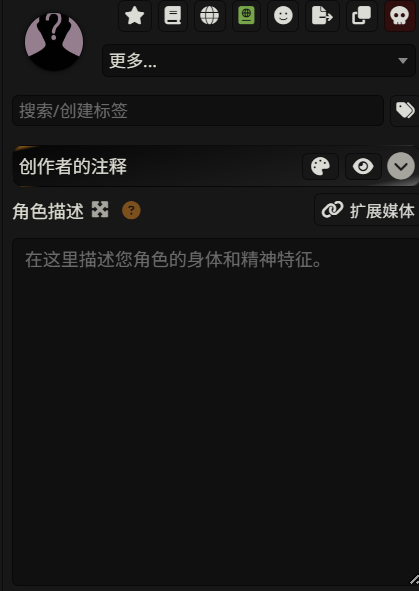 更多...
搜索/创建标签
创作者的注释
角色描述 ? 扩展媒体
在这里描述您角色的身体和精神特征。